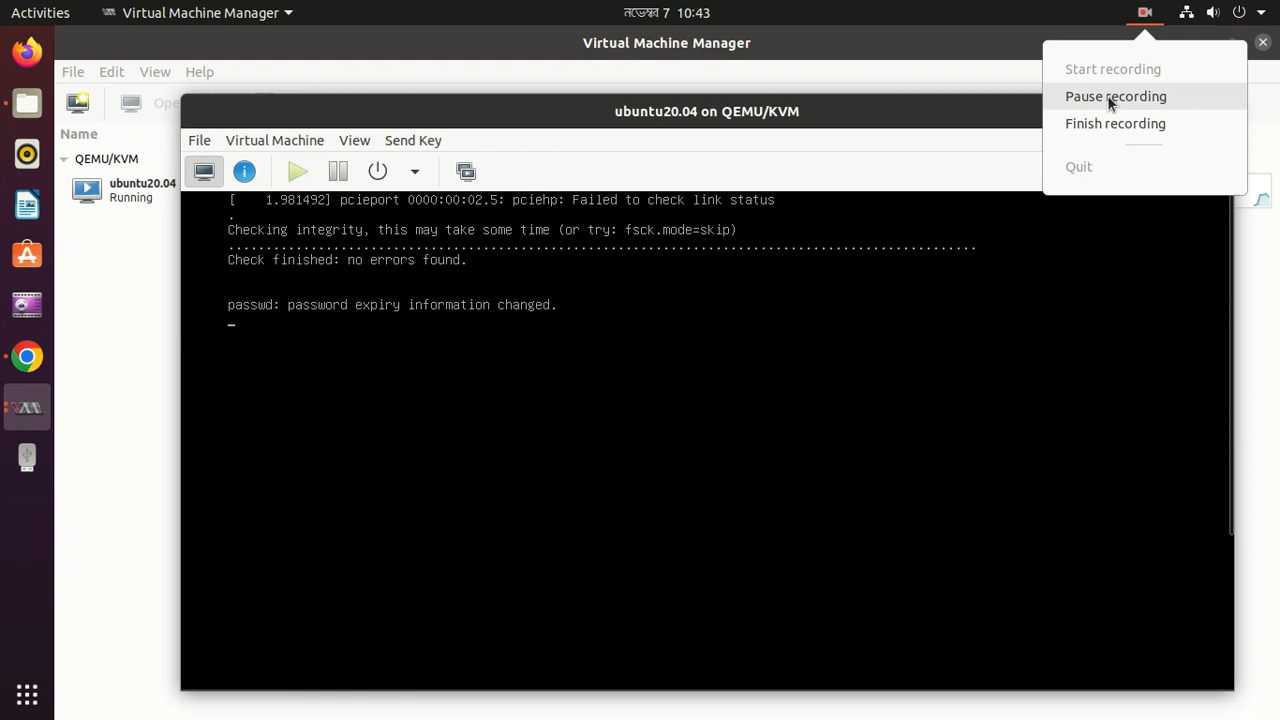 Activities Virtual Machine Manager নভেম্বর 7 10:43
Virtual Machine Manager
File Edit View Help
Start recording
Pause recording
Finish recording
Quit
Open
Name
QEMU/KVM
ubuntu20.04
Running
ubuntu20.04 on QEMU/KVM
File Virtual Machine View Send Key
[    1.981492] pcieport 0000:00:02.5: pciehp: Failed to check link status
.
Checking integrity, this may take some time (or try: fsck.mode=skip)
....................................................................................................
Check finished: no errors found.
passwd: password expiry information changed.
_